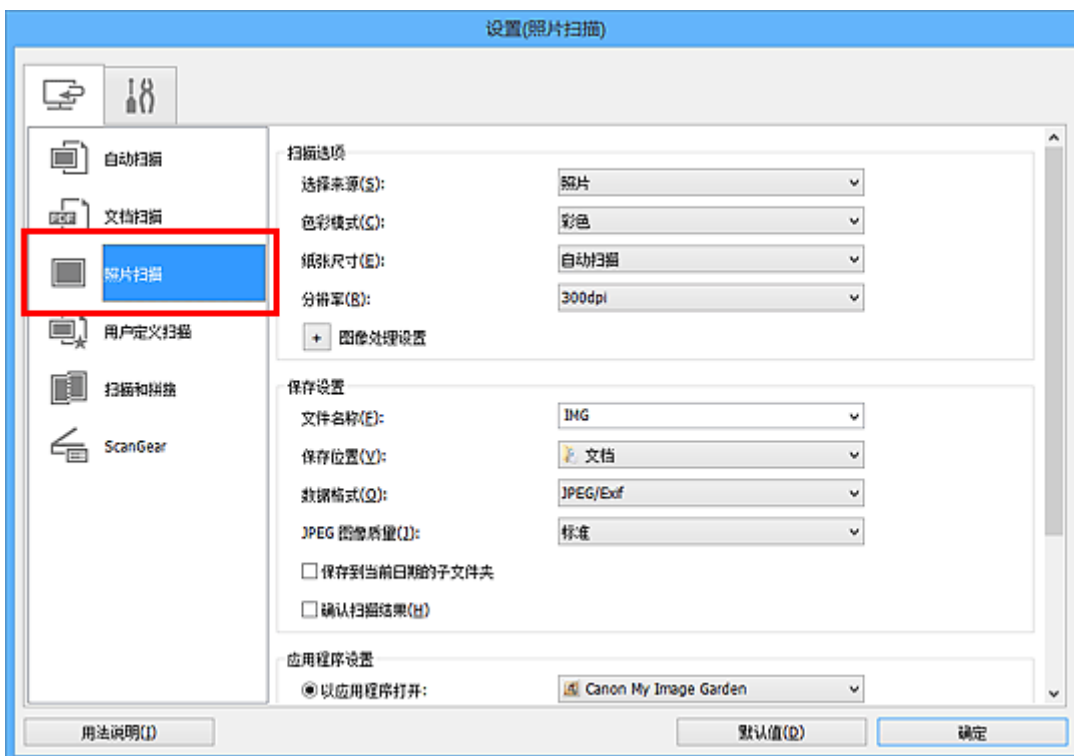 设置(照片扫描)
自动扫描
文档扫描
照片扫描
用户定义扫描
扫描和拼接
ScanGear
扫描选项
选择来源(S): 照片
色彩模式(C): 彩色
纸张尺寸(E): 自动扫描
分辨率(R): 300dpi
+ 图像处理设置
保存设置
文件名称(F): IMG
保存位置(V): 文档
数据格式(O): JPEG/Exif
JPEG 图像质量(J): 标准
保存到当前日期的子文件夹
确认扫描结果(H)
应用程序设置
以应用程序打开: Canon My Image Garden
用法说明(I) 默认值(D) 确定